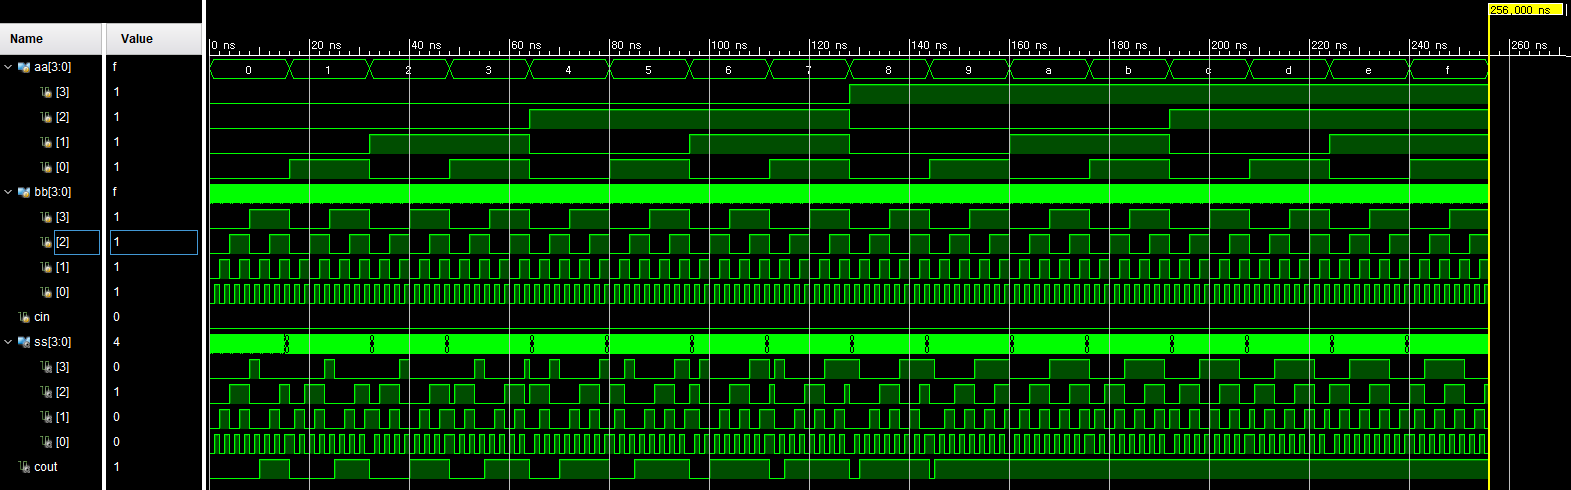 256,000 ns
Name Value
0 ns 20 ns 40 ns 60 ns 80 ns 100 ns 120 ns 140 ns 160 ns 180 ns 200 ns 220 ns 240 ns 260 ns
aa[3:0] f 0 1 2 3 4 5 6 7 8 9 a b c d e f
[3] 1
[2] 1
[1] 1
[0] 1
bb[3:0] f
[3] 1
[2] 1
[1] 1
[0] 1
cin 0
ss[3:0] 4
[3] 0
[2] 1
[1] 0
[0] 0
cout 1